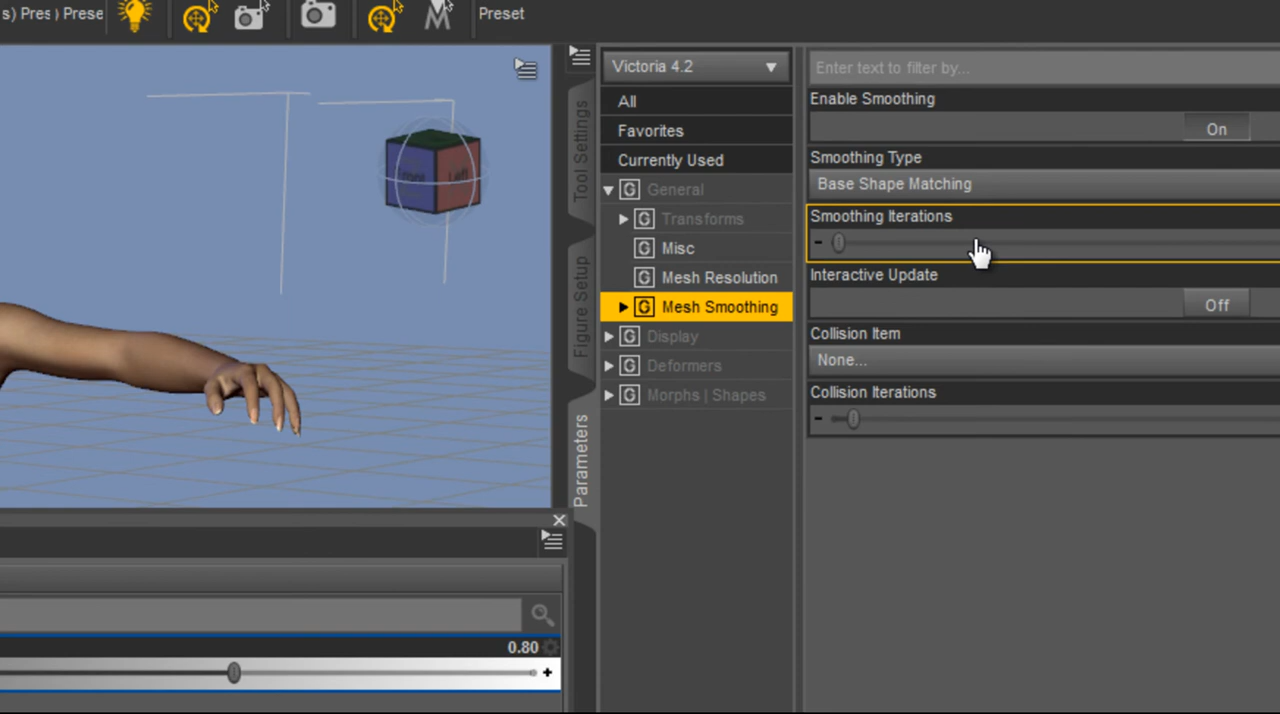 s) Pres ) Prese
Preset
Front
Left
Tool Settings
Figure Setup
Parameters
Victoria 4.2
All
Favorites
Currently Used
General
Transforms
Misc
Mesh Resolution
Mesh Smoothing
Display
Deformers
Morphs | Shapes
Enter text to filter by...
Enable Smoothing
On
Smoothing Type
Base Shape Matching
Smoothing Iterations
Interactive Update
Off
Collision Item
None...
Collision Iterations
0.80